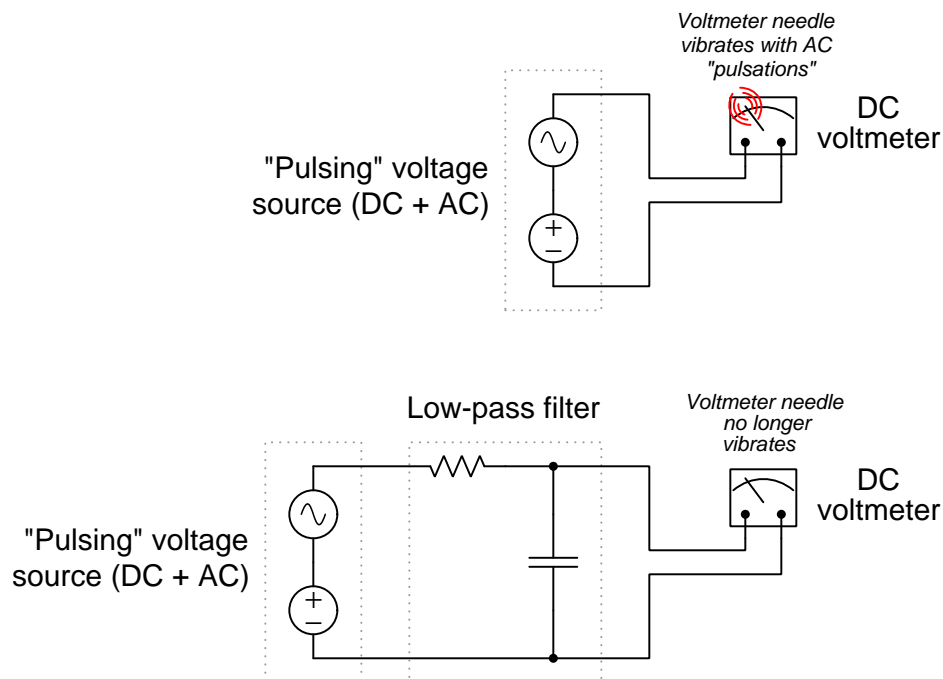 Voltmeter needle
vibrates with AC
"pulsations"
DC
voltmeter
"Pulsing" voltage
source (DC + AC)
+
−
Low-pass filter
Voltmeter needle
no longer
vibrates
DC
voltmeter
"Pulsing" voltage
source (DC + AC)
+
−